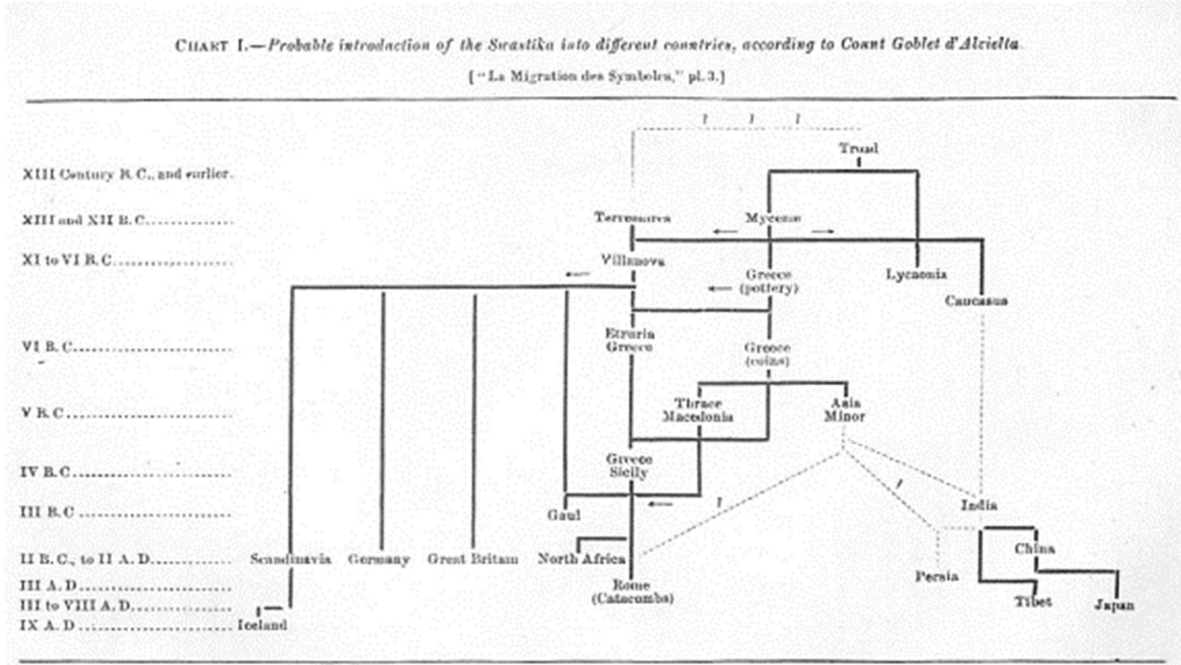 CHART I.—Probable introduction of the Swastika into different countries, according to Count Goblet d'Alviella.
["La Migration des Symboles," pl. 3.]
? ? ?
Troad
XIII Century B. C., and earlier.
XIII and XII B. C.
Terremares Mycenæ
XI to VI B. C.
Villanova
Greece
(pottery)
Lycaonia
Caucasus
VI B. C.
Etruria
Greece
Greece
(coins)
V B. C.
Thrace
Macedonia
Asia
Minor
IV B. C.
Greece
Sicily
III B. C.
Gaul
?
?
India
II B. C., to II A. D.
Scandinavia Germany Great Britain North Africa
China
Persia
III A. D.
Rome
(Catacombs)
III to VIII A. D.
Tibet Japan
IX A. D.
Iceland